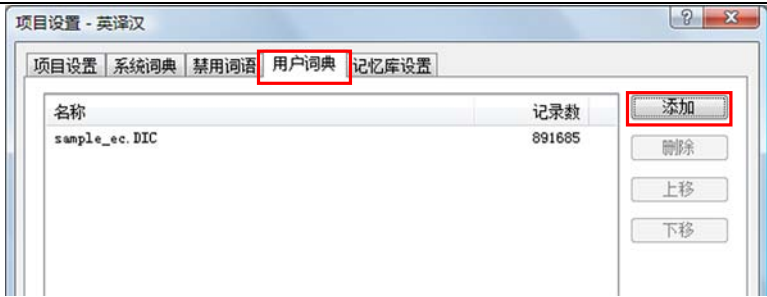 项目设置 - 英译汉
项目设置 系统词典 禁用词语 用户词典 记忆库设置
名称 记录数 添加
sample_ec.DIC 891685
删除
上移
下移